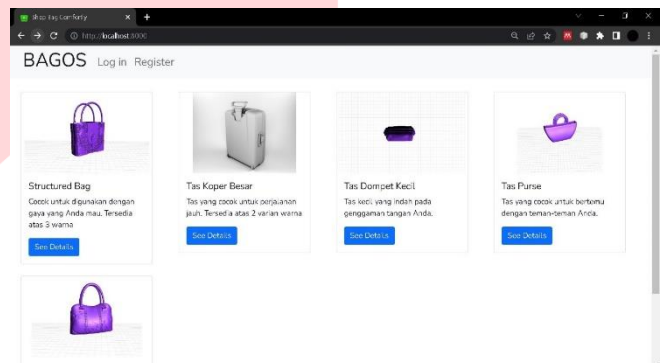 Shop Bag Comfortly
http://localhost:8000
BAGOS Log in Register
Structured Bag
Cocok untuk digunakan dengan
gaya yang Anda mau. Tersedia
atas 3 warna
See Details
Tas Koper Besar
Tas yang cocok untuk perjalanan
jauh. Tersedia atas 2 varian warna
See Details
Tas Dompet Kecil
Tas kecil yang indah pada
genggaman tangan Anda.
See Details
Tas Purse
Tas yang cocok untuk bertemu
dengan teman-teman Anda.
See Details